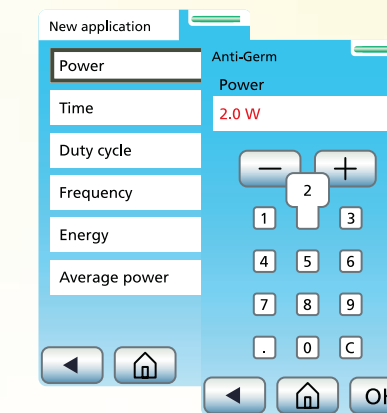 New application
Power
Time
Duty cycle
Frequency
Energy
Average power
Anti-Germ
Power
2.0 W
− +
2
1 3
4 5 6
7 8 9
. 0 C